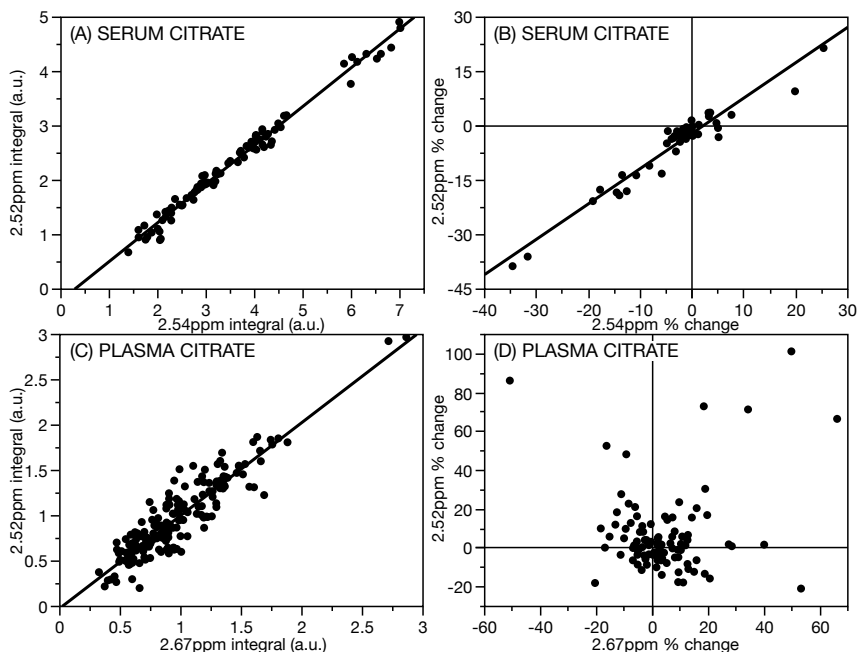 (A) SERUM CITRATE
5
4
3
2
1
0
2.52ppm integral (a.u.)
0 1 2 3 4 5 6 7
2.54ppm integral (a.u.)
(B) SERUM CITRATE
30
15
0
-15
-30
-45
2.52ppm % change
-40 -30 -20 -10 0 10 20 30
2.54ppm % change
(C) PLASMA CITRATE
3
2.5
2
1.5
1
0.5
0
2.52ppm integral (a.u.)
0 0.5 1 1.5 2 2.5 3
2.67ppm integral (a.u.)
(D) PLASMA CITRATE
100
80
60
40
20
0
-20
2.52ppm % change
-60 -40 -20 0 20 40 60
2.67ppm % change